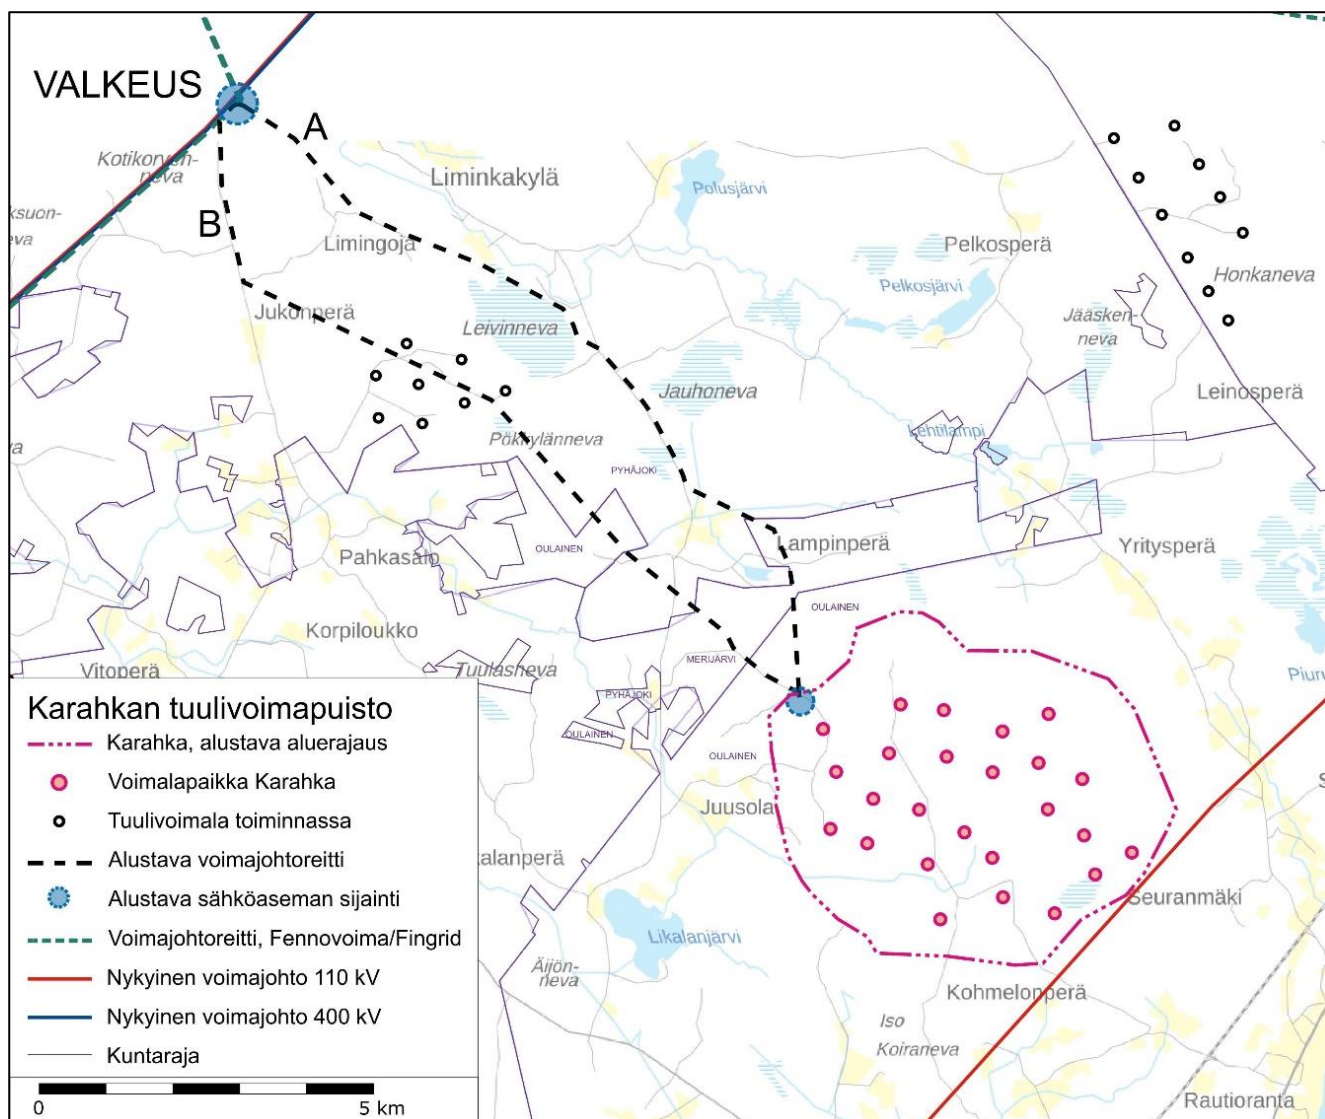 VALKEUS
A
Kotikorven-
neva
Liminkakylä
Polusjärvi
ksuon-
eva
B
Limingoja
Pelkosperä
Honkaneva
Pelkosjärvi
Jukonperä
Leivinneva
Jääsken-
neva
Jauhoneva
Leinosperä
va
Pökkylänneva
Lehtilampi
PYHÄJOKI
OULAINEN
Lampinperä
Yritysperä
Pahkasalo
OULAINEN
Korpiloukko
MERIJÄRVI
Vitoperä
Tuulasneva
Piuru
PYHÄJOKI
OULAINEN
OULAINEN
Juusola
S
kalanperä
Seuranmäki
Likalanjärvi
Äijön-
neva
Kohmelonperä
Iso
Koiraneva
Rautioranta
Karahkan tuulivoimapuisto
Karahka, alustava aluerajaus
Voimalapaikka Karahka
Tuulivoimala toiminnassa
Alustava voimajohtoreitti
Alustava sähköaseman sijainti
Voimajohtoreitti, Fennovoima/Fingrid
Nykyinen voimajohto 110 kV
Nykyinen voimajohto 400 kV
Kuntaraja
0 5 km